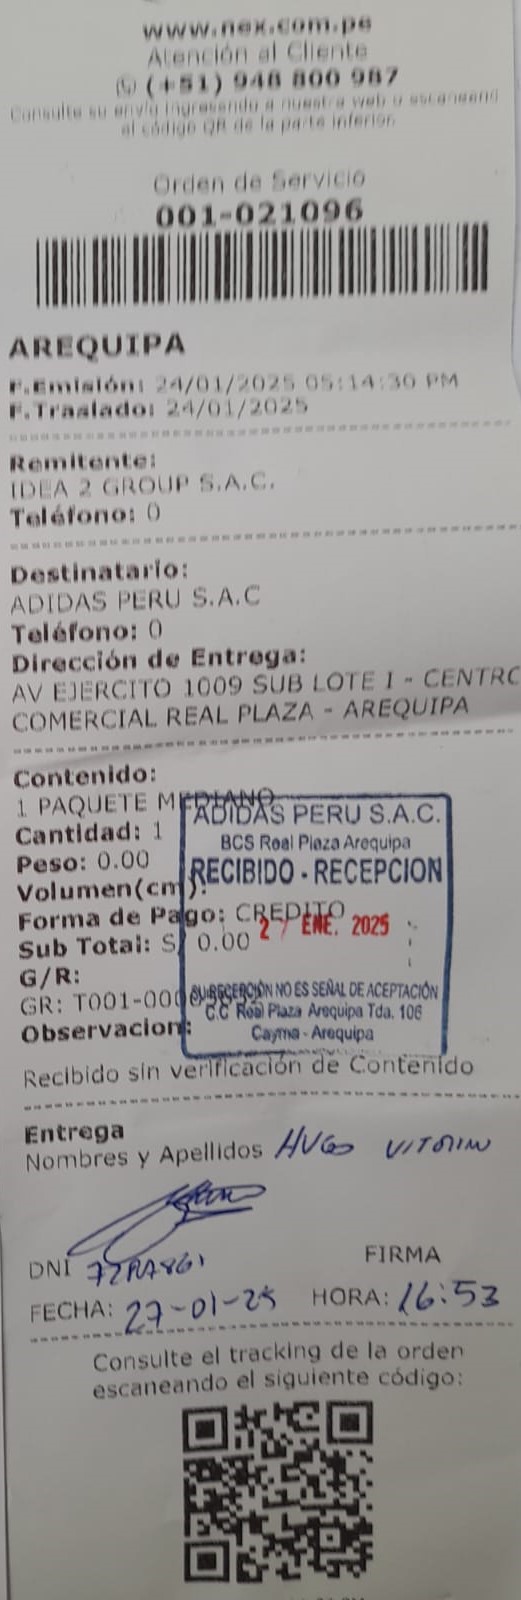 www.nex.com.pe
Atención al Cliente
(+51) 948 800 987
Consulte su envío ingresando a nuestra web o escaneand
el código QR de la parte inferior.
Orden de Servicio
001-021096
AREQUIPA
F.Emisión: 24/01/2025 05:14:30 PM
F.Traslado: 24/01/2025
Remitente:
IDEA 2 GROUP S.A.C.
Teléfono: 0
Destinatario:
ADIDAS PERU S.A.C
Teléfono: 0
Dirección de Entrega:
AV EJERCITO 1009 SUB LOTE I - CENTRO
COMERCIAL REAL PLAZA - AREQUIPA
Contenido:
1 PAQUETE MEDIANO
Cantidad: 1
Peso: 0.00
Volumen(cm):
Forma de Pago: CREDITO
Sub Total: S/ 0.00
G/R:
GR:
Observacion:
ADIDAS PERU S.A.C.
BCS Real Plaza Arequipa
RECIBIDO - RECEPCION
27 ENE. 2025
SU RECEPCIÓN NO ES SEÑAL DE ACEPTACIÓN
C.C Real Plaza Arequipa Tda. 106
Cayma - Arequipa
Recibido sin verificación de Contenido
Entrega
Nombres y Apellidos HUGO
DNI
FIRMA
FECHA: 27-01-25 HORA: 16:53
Consulte el tracking de la orden
escaneando el siguiente código: